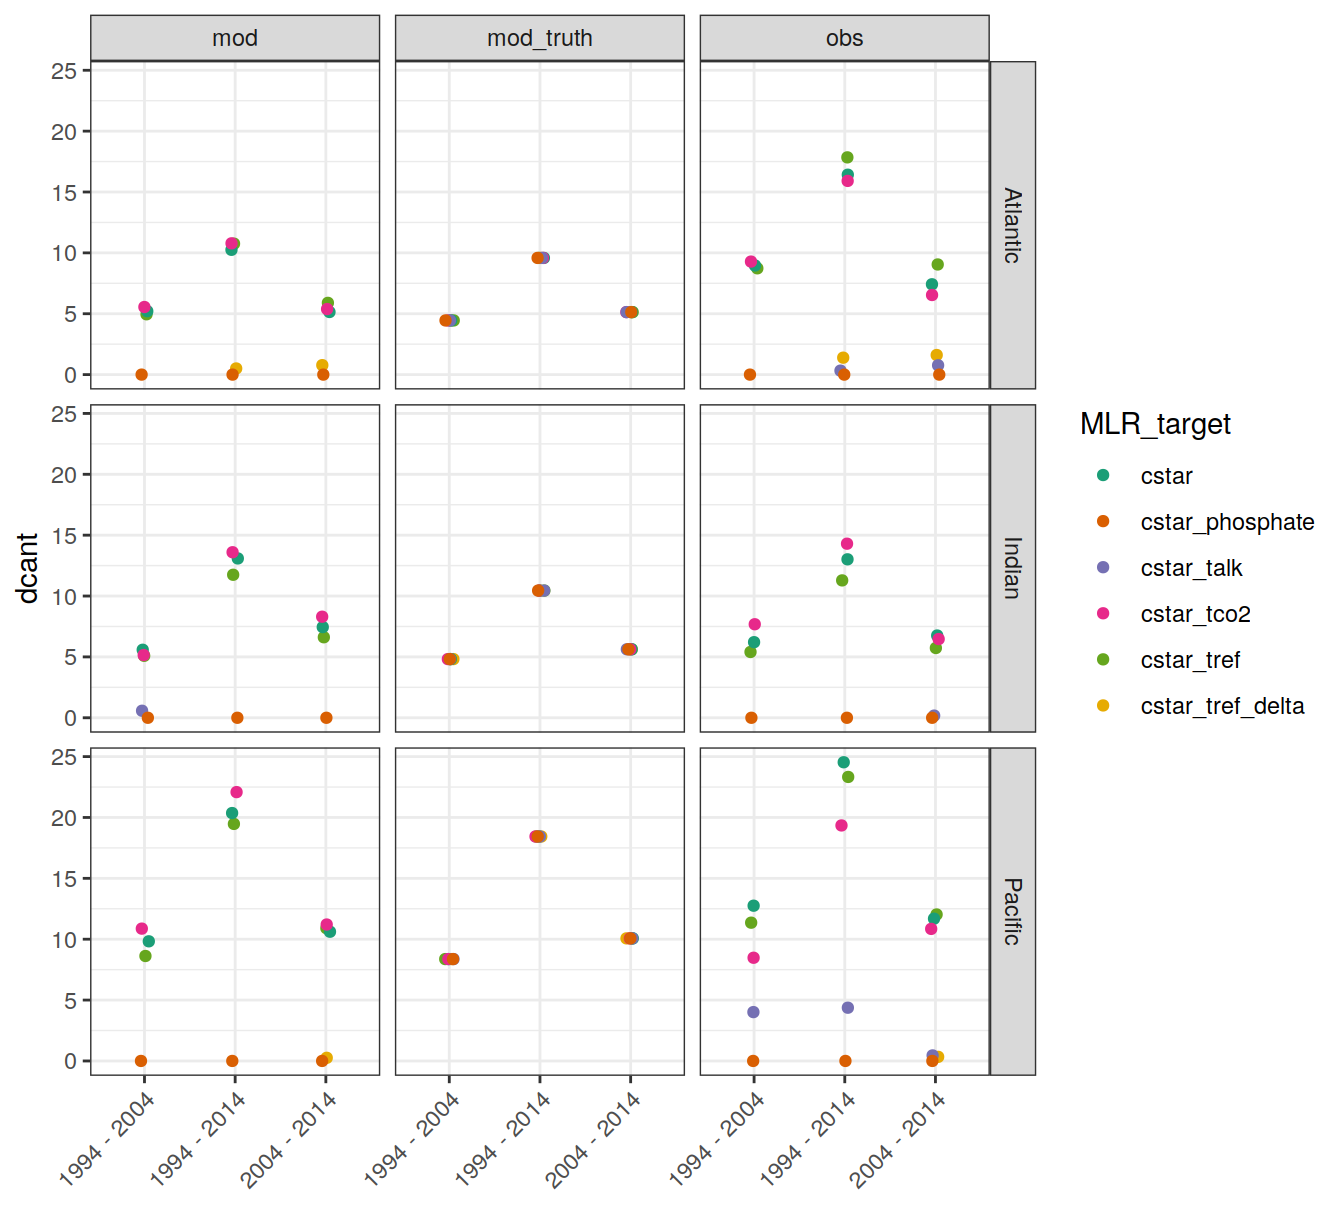 mod
mod_truth
obs
25
20
15
10
5
0
Atlantic
25
20
15
10
5
0
Indian
25
20
15
10
5
0
Pacific
dcant
1994 - 2004
1994 - 2014
2004 - 2014
1994 - 2004
1994 - 2014
2004 - 2014
1994 - 2004
1994 - 2014
2004 - 2014
MLR_target
cstar
cstar_phosphate
cstar_talk
cstar_tco2
cstar_tref
cstar_tref_delta